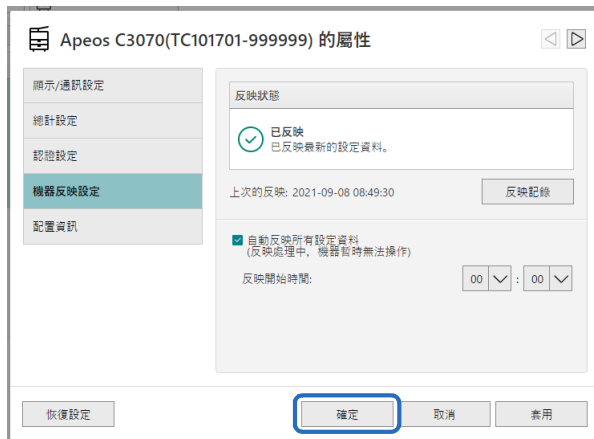 Apeos C3070(TC101701-999999) 的屬性
顯示/通訊設定
總計設定
認證設定
機器反映設定
配置資訊
反映狀態
已反映
已反映最新的設定資料。
上次的反映: 2021-09-08 08:49:30
反映記錄
自動反映所有設定資料
(反映處理中，機器暫時無法操作)
反映開始時間:
00 : 00
恢復設定
確定
取消
套用